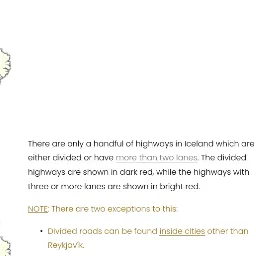 There are only a handful of highways in Iceland which are
either divided or have more than two lanes. The divided
highways are shown in dark red, while the highways with
three or more lanes are shown in bright red.
NOTE: There are two exceptions to this:
• Divided roads can be found inside cities other than
Reykjav'k.